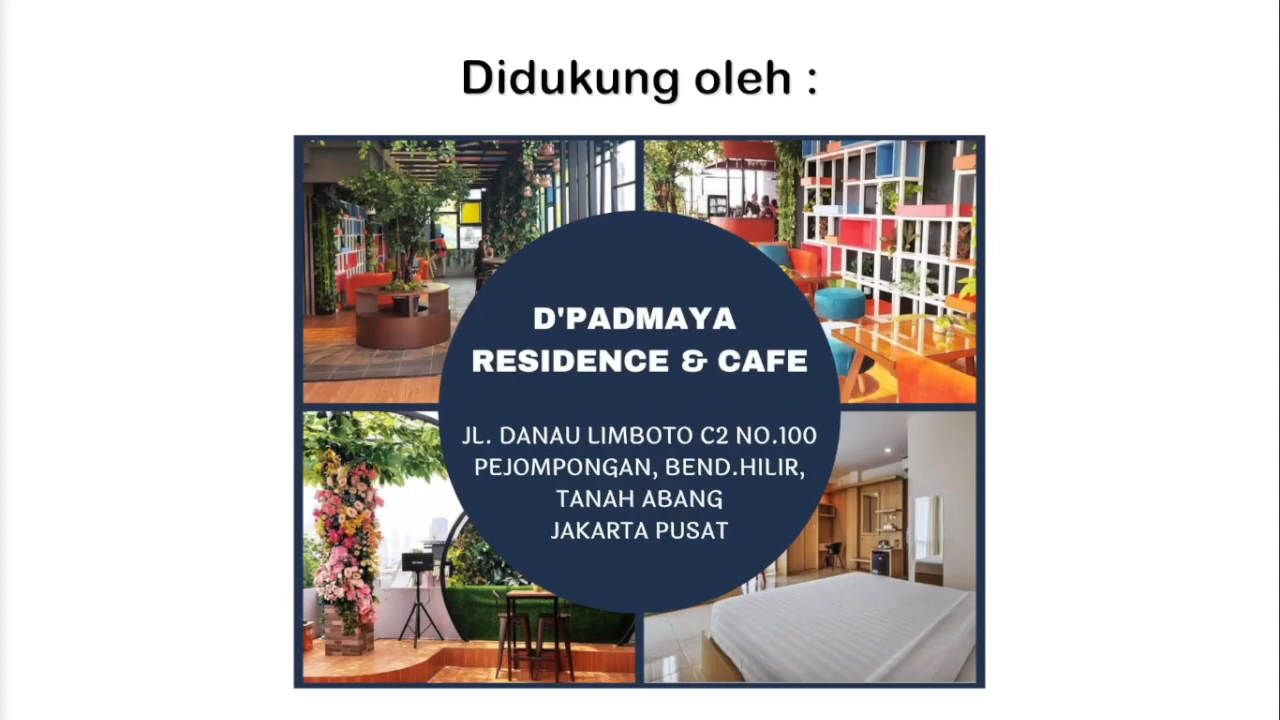 Didukung oleh :
D'PADMAYA
RESIDENCE & CAFE
JL. DANAU LIMBOTO C2 NO.100
PEJOMPONGAN, BEND.HILIR,
TANAH ABANG
JAKARTA PUSAT